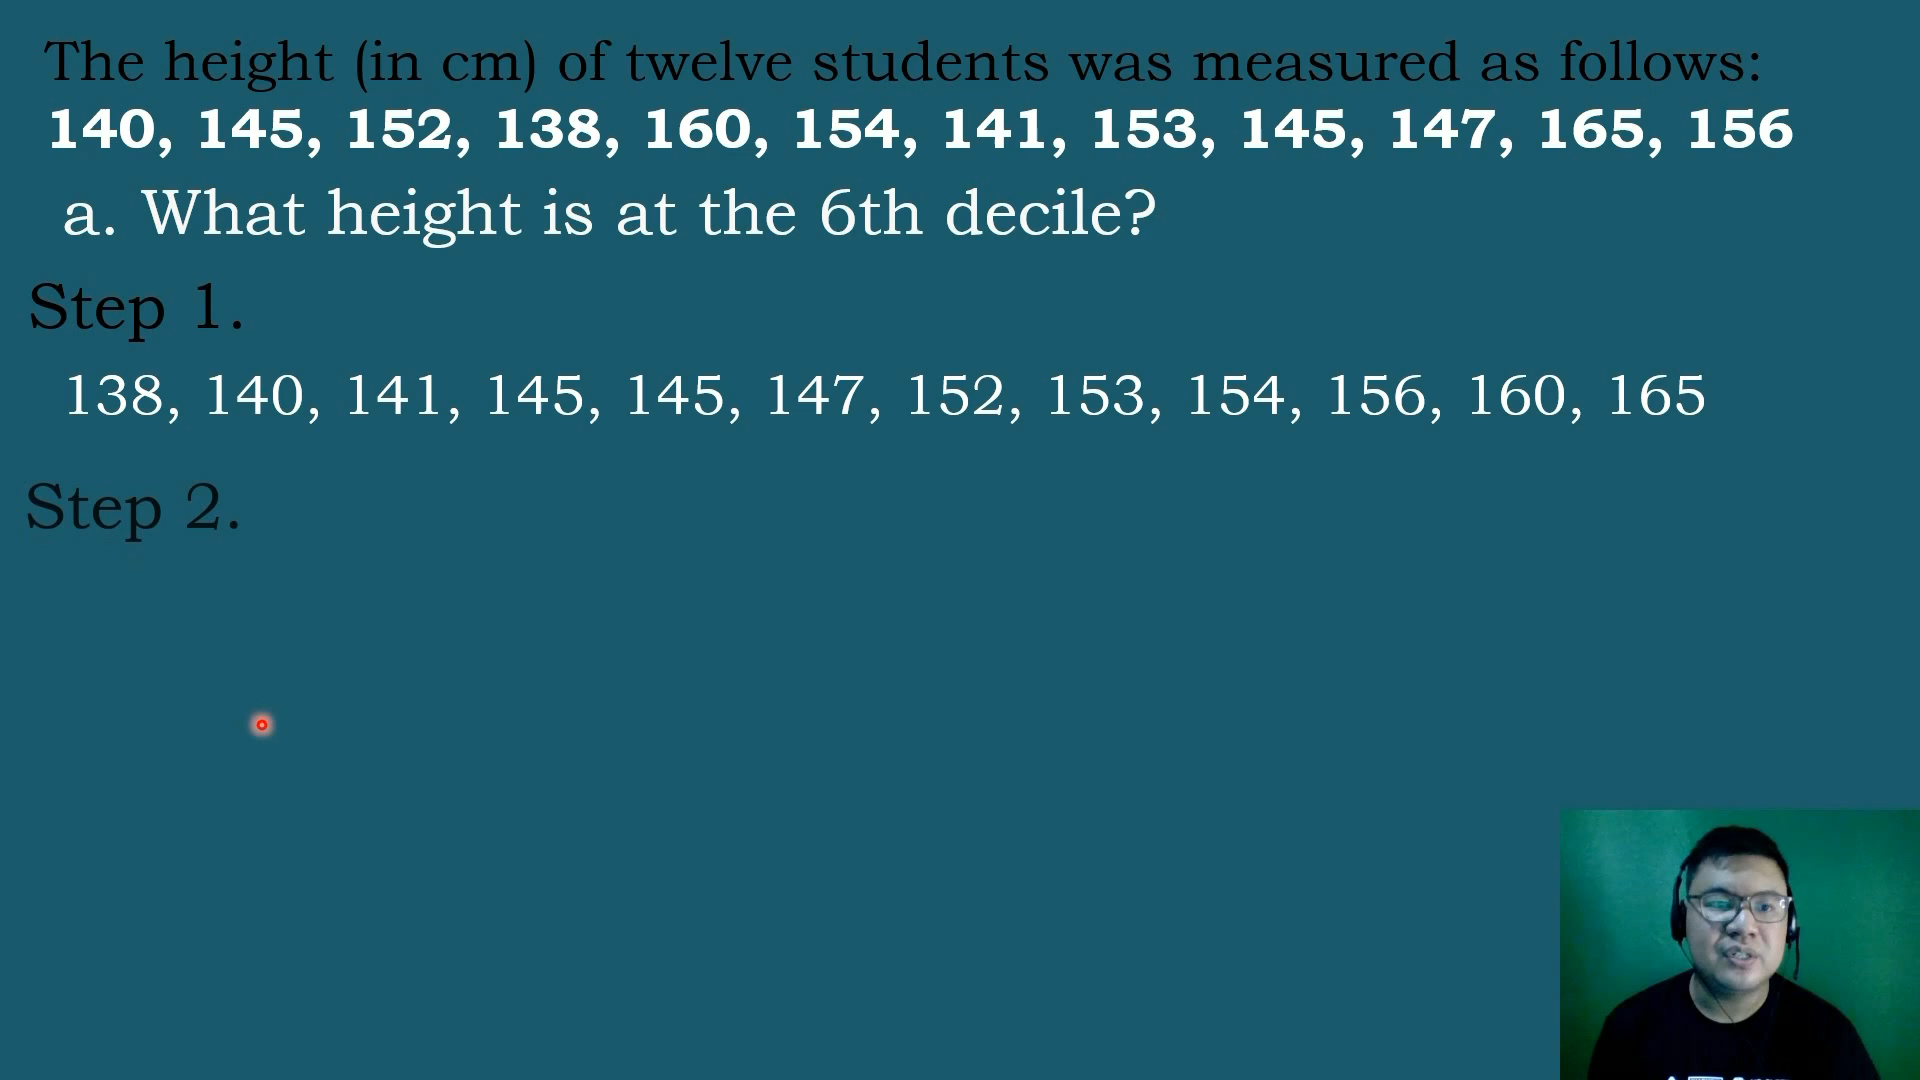 The height (in cm) of twelve students was measured as follows:
140, 145, 152, 138, 160, 154, 141, 153, 145, 147, 165, 156
a. What height is at the 6th decile?
Step 1.
138, 140, 141, 145, 145, 147, 152, 153, 154, 156, 160, 165
Step 2.